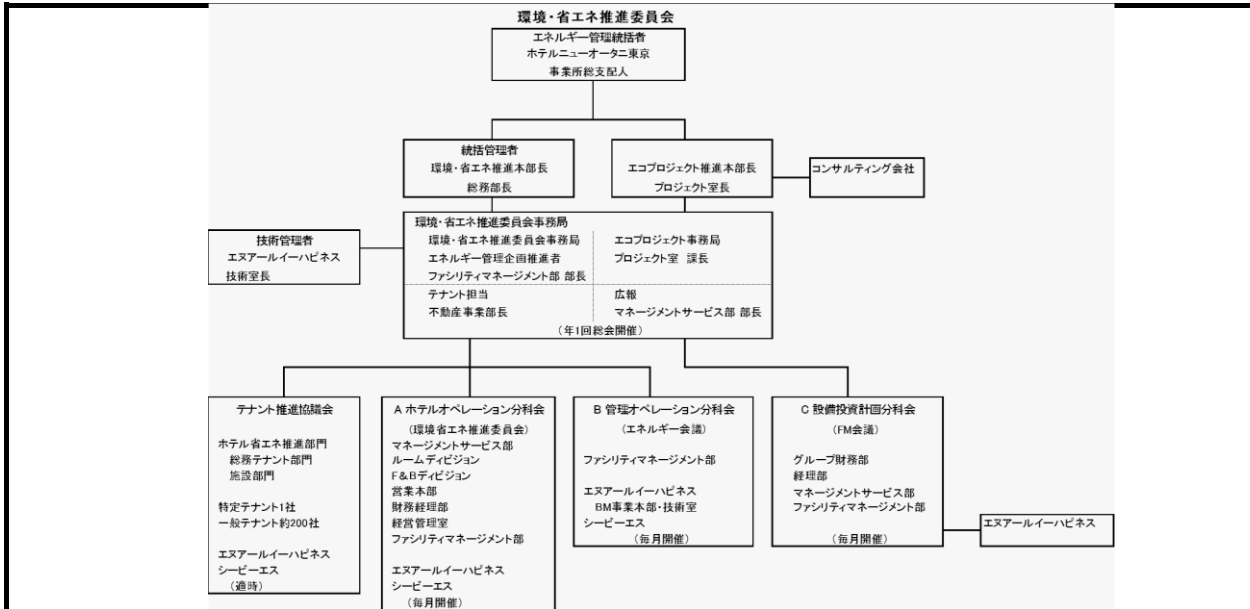 環境・省エネ推進委員会
エネルギー管理統括者
ホテルニューオータニ東京
事業所総支配人
統括管理者
環境・省エネ推進本部長
総務部長
エコプロジェクト推進本部長
プロジェクト室長
コンサルティング会社
技術管理者
エヌアールイーハピネス
技術室長
環境・省エネ推進委員会事務局
環境・省エネ推進委員会事務局
エネルギー管理企画推進者
ファシリティマネージメント部 部長
エコプロジェクト事務局
プロジェクト室 課長
テナント担当
不動産事業部長
広報
マネージメントサービス部 部長
(年1回総会開催)
テナント推進協議会
ホテル省エネ推進部門
総務テナント部門
施設部門
特定テナント1社
一般テナント約200社
エヌアールイーハピネス
シービーエス
(適時)
A ホテルオペレーション分科会
(環境省エネ推進委員会)
マネージメントサービス部
ルームディビジョン
F&Bディビジョン
営業本部
財務経理部
経営管理室
ファシリティマネージメント部
エヌアールイーハピネス
シービーエス
(毎月開催)
B 管理オペレーション分科会
(エネルギー会議)
ファシリティマネージメント部
エヌアールイーハピネス
BM事業本部・技術室
シービーエス
(毎月開催)
C 設備投資計画分科会
(FM会議)
グループ財務部
経理部
マネージメントサービス部
ファシリティマネージメント部
(毎月開催)
エヌアールイーハピネス